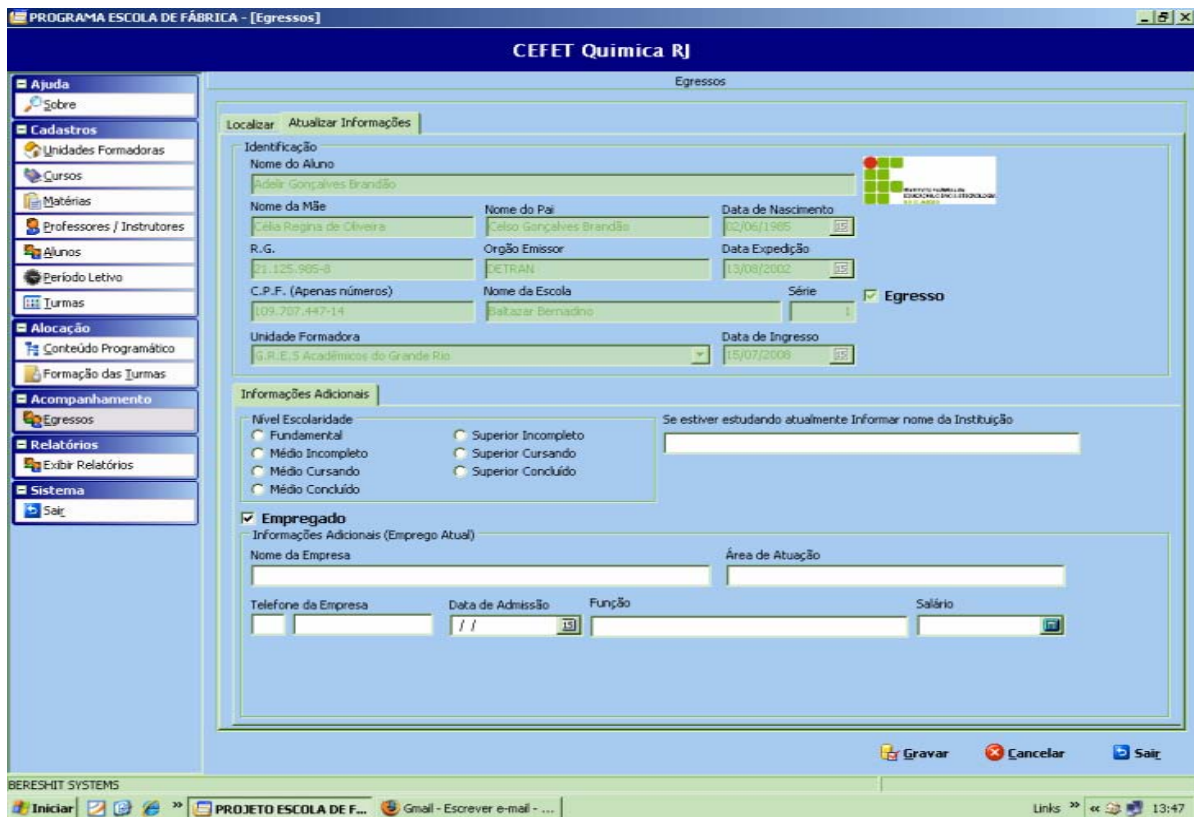 PROGRAMA ESCOLA DE FÁBRICA - [Egressos]
CEFET Quimica RJ
Egressos
Ajuda
Sobre
Cadastros
Unidades Formadoras
Cursos
Matérias
Professores / Instrutores
Alunos
Período Letivo
Turmas
Alocação
Conteúdo Programático
Formação das Turmas
Acompanhamento
Egressos
Relatórios
Exibir Relatórios
Sistema
Sair
Localizar Atualizar Informações
Identificação
Nome do Aluno
Adelir Gonçalves Brandão
Nome da Mãe Nome do Pai Data de Nascimento
Célia Regina de Oliveira Celso Gonçalves Brandão 02/06/1985
R.G. Orgão Emissor Data Expedição
21.125.985-8 DETRAN 13/08/2002
C.P.F. (Apenas números) Nome da Escola Série
109.707.447-14 Baltazar Bernadino 1
Egresso
Unidade Formadora Data de Ingresso
G.R.E.S Acadêmicos do Grande Rio 15/07/2008
Informações Adicionais
Nível Escolaridade
Fundamental Superior Incompleto
Médio Incompleto Superior Cursando
Médio Cursando Superior Concluído
Médio Concluído
Se estiver estudando atualmente Informar nome da Instituição
Empregado
Informações Adicionais (Emprego Atual)
Nome da Empresa Área de Atuação
Telefone da Empresa Data de Admissão Função Salário
/ / 15
Gravar Cancelar Sair
BERESHIT SYSTEMS
Iniciar » PROJETO ESCOLA DE F... Gmail - Escrever e-mail - ... Links » « 13:47